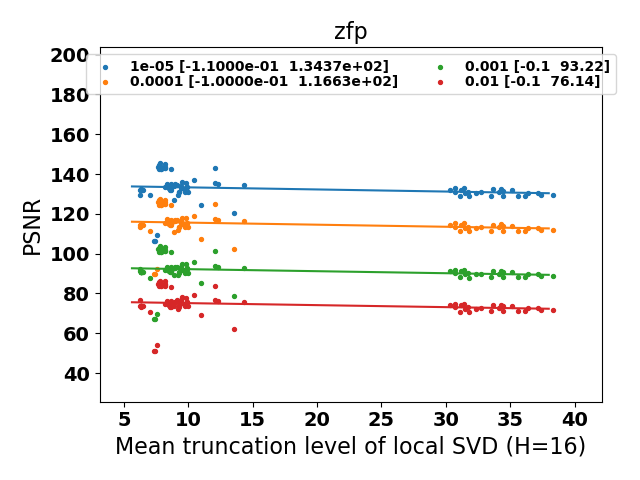 zfp
200
180
160
140
120
100
80
60
40
PSNR
1e-05 [-1.1000e-01  1.3437e+02]
0.0001 [-1.0000e-01  1.1663e+02]
0.001 [-0.1  93.22]
0.01 [-0.1  76.14]
5 10 15 20 25 30 35 40
Mean truncation level of local SVD (H=16)